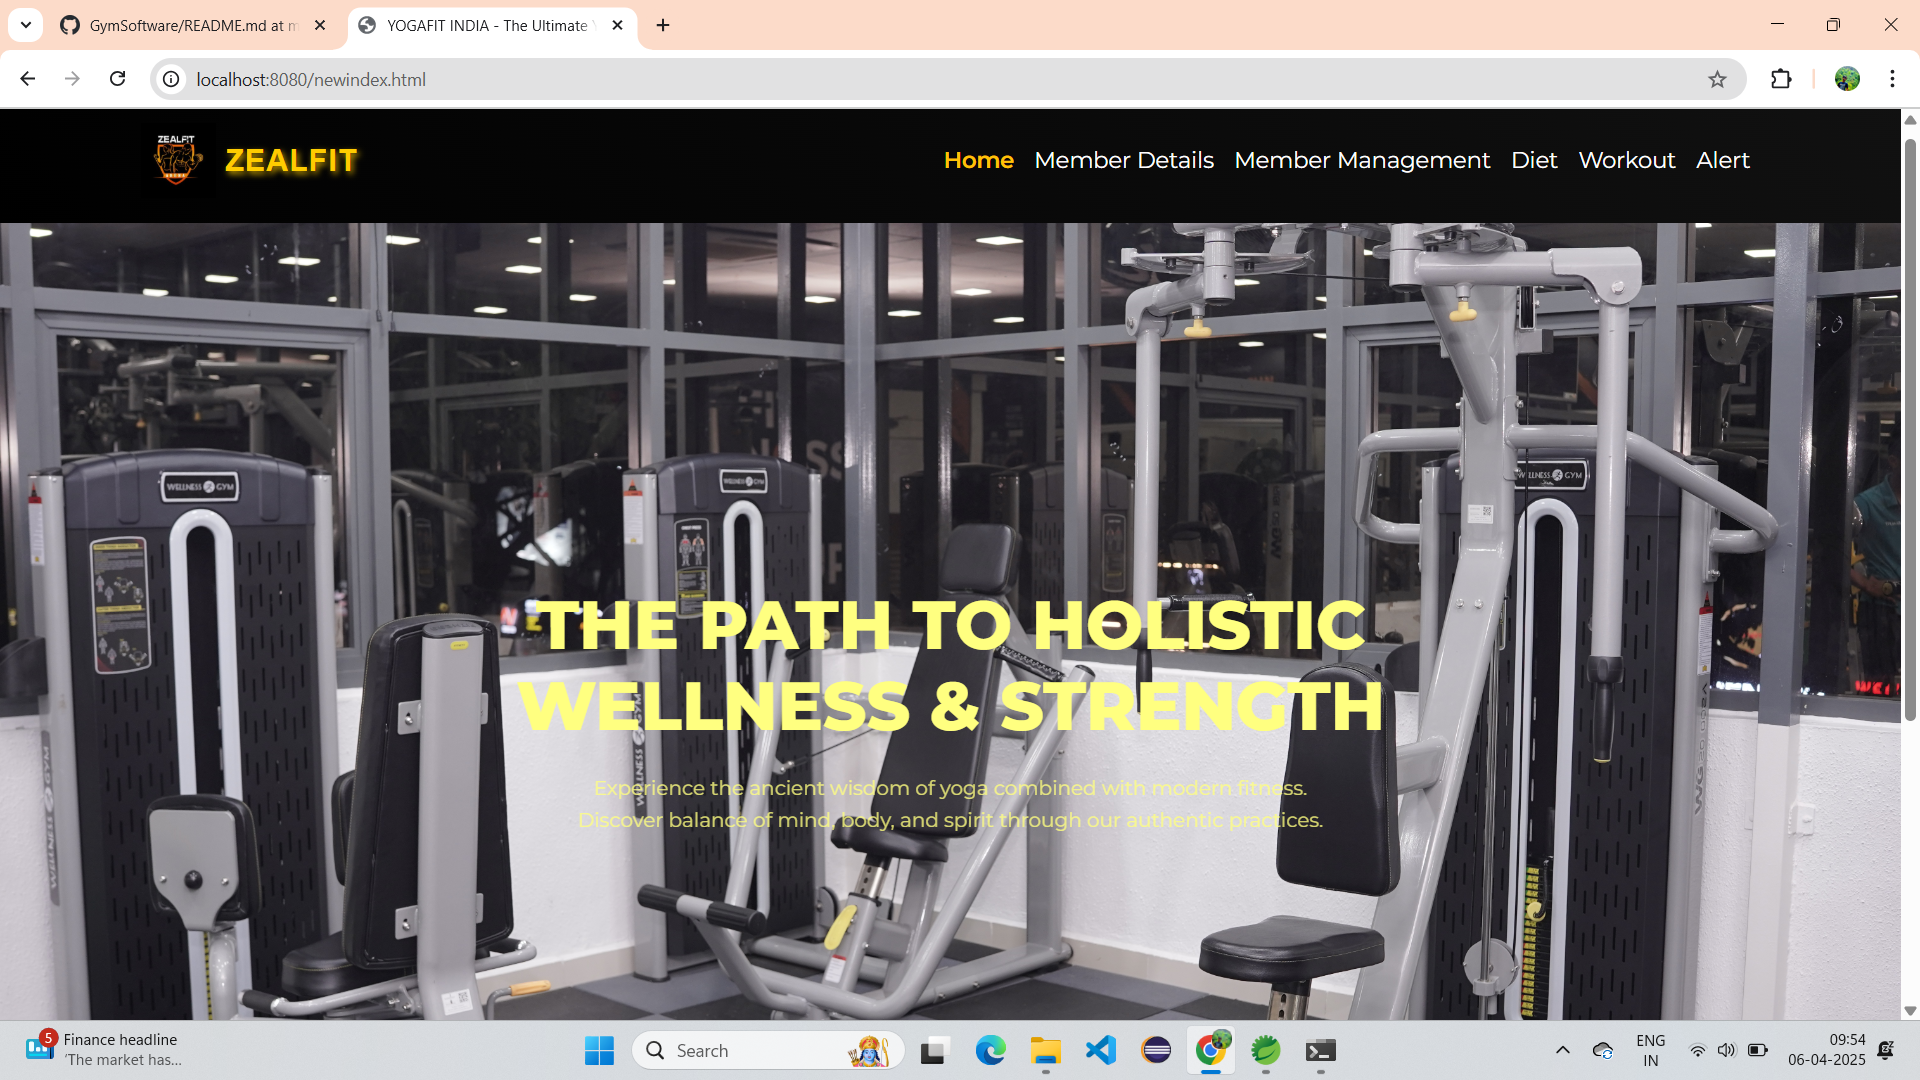 GymSoftware/README.md at m
YOGAFIT INDIA - The Ultimate Y
localhost:8080/newindex.html
ZEALFIT
ZEALFIT
Home
Member Details
Member Management
Diet
Workout
Alert
WELLNESS GYM
WELLNESS GYM
WELLNESS GYM
THE PATH TO HOLISTIC
WELLNESS & STRENGTH
Experience the ancient wisdom of yoga combined with modern fitness.
Discover balance of mind, body, and spirit through our authentic practices.
5
Finance headline
'The market has...
Search
ENG
IN
09:54
06-04-2025